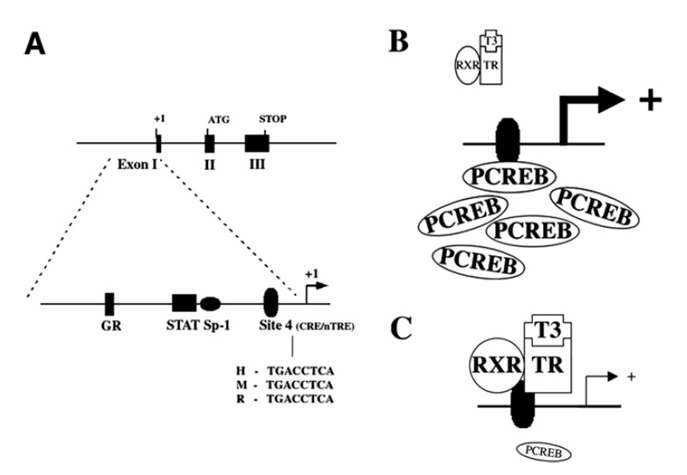 A
+1 ATG STOP
Exon I II III
+1
GR STAT Sp-1 Site 4 (CRE/nTRE)
H - TGACCTCA
M - TGACCTCA
R - TGACCTCA
B
T3
RXR TR
+
PCREB
PCREB
PCREB
PCREB
PCREB
C
T3
RXR TR
+
PCREB